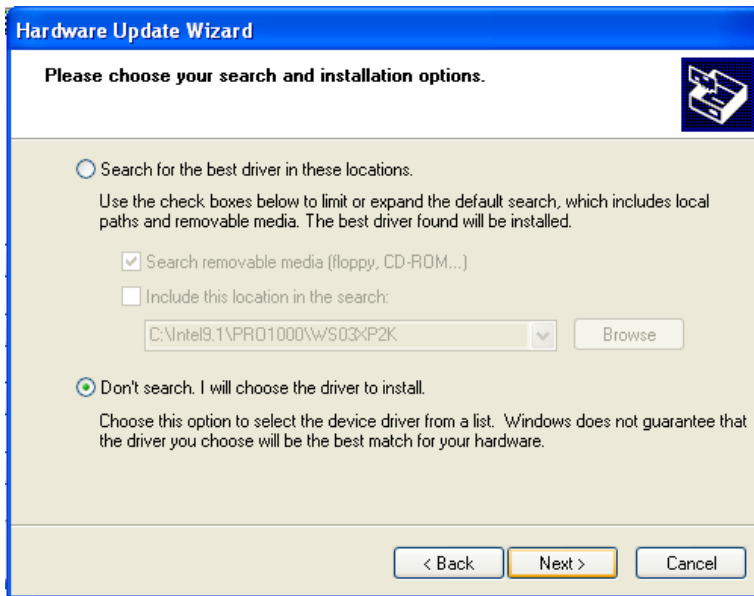 Hardware Update Wizard
Please choose your search and installation options.
Search for the best driver in these locations.
Use the check boxes below to limit or expand the default search, which includes local
paths and removable media. The best driver found will be installed.
Search removable media (floppy, CD-ROM...)
Include this location in the search:
C:\Intel9.1\PRO1000\WS03XP2K
Browse
Don't search. I will choose the driver to install.
Choose this option to select the device driver from a list. Windows does not guarantee that
the driver you choose will be the best match for your hardware.
< Back
Next >
Cancel